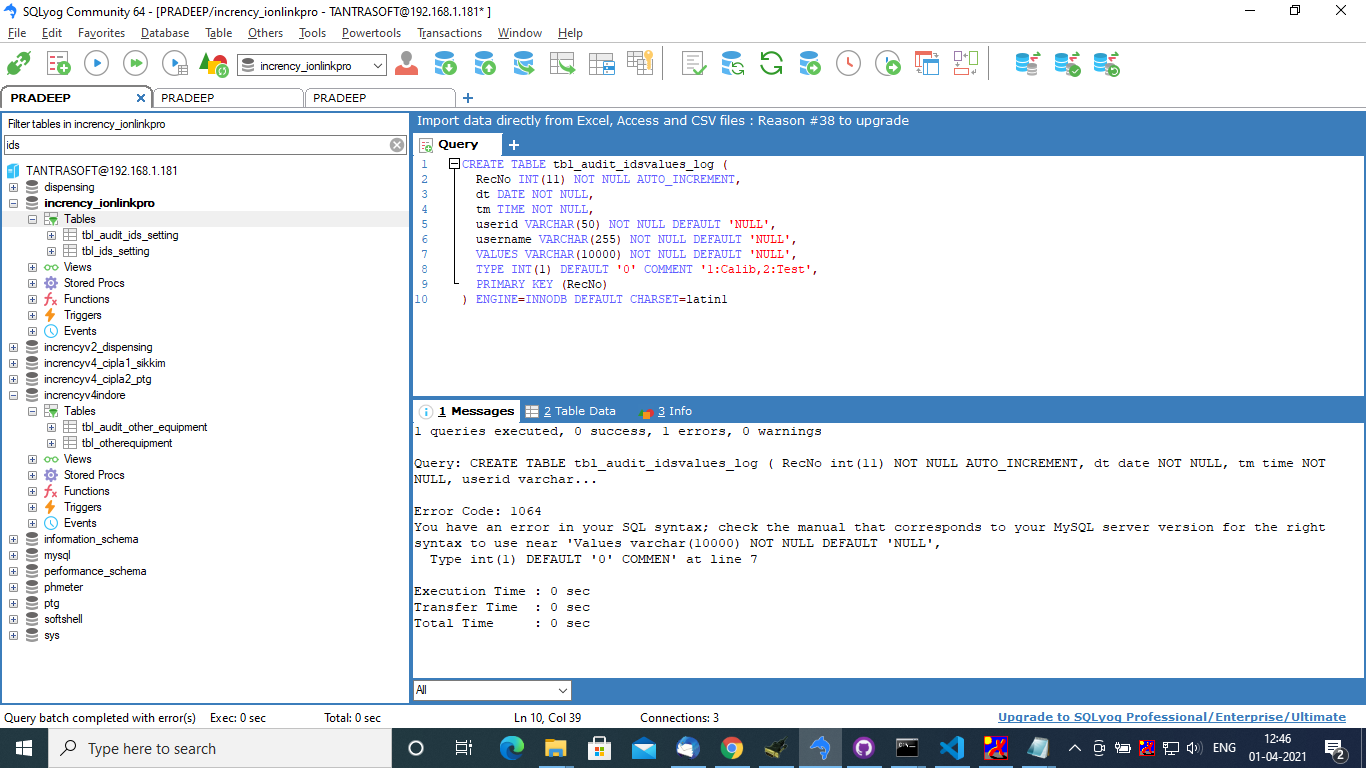 SQLyog Community 64 - [PRADEEP/incrency_ionlinkpro - TANTRASOFT@192.168.1.181* ]
File Edit Favorites Database Table Others Tools Powertools Transactions Window Help
incrency_ionlinkpro
PRADEEP
PRADEEP
PRADEEP
Filter tables in incrency_ionlinkpro
ids
TANTRASOFT@192.168.1.181
dispensing
incrency_ionlinkpro
Tables
tbl_audit_ids_setting
tbl_ids_setting
Views
Stored Procs
Functions
Triggers
Events
increncyv2_dispensing
increncyv4_cipla1_sikkim
increncyv4_cipla2_ptg
increncyv4indore
Tables
tbl_audit_other_equipment
tbl_otherequipment
Views
Stored Procs
Functions
Triggers
Events
information_schema
mysql
performance_schema
phmeter
ptg
softshell
sys
Import data directly from Excel, Access and CSV files : Reason #38 to upgrade
Query
1 CREATE TABLE tbl_audit_idsvalues_log (
2 RecNo INT(11) NOT NULL AUTO_INCREMENT,
3 dt DATE NOT NULL,
4 tm TIME NOT NULL,
5 userid VARCHAR(50) NOT NULL DEFAULT 'NULL',
6 username VARCHAR(255) NOT NULL DEFAULT 'NULL',
7 VALUES VARCHAR(10000) NOT NULL DEFAULT 'NULL',
8 TYPE INT(1) DEFAULT '0' COMMENT '1:Calib,2:Test',
9 PRIMARY KEY (RecNo)
10 ) ENGINE=INNODB DEFAULT CHARSET=latin1
1 Messages 2 Table Data 3 Info
1 queries executed, 0 success, 1 errors, 0 warnings
Query: CREATE TABLE tbl_audit_idsvalues_log ( RecNo int(11) NOT NULL AUTO_INCREMENT, dt date NOT NULL, tm time NOT
NULL, userid varchar...
Error Code: 1064
You have an error in your SQL syntax; check the manual that corresponds to your MySQL server version for the right
syntax to use near 'Values varchar(10000) NOT NULL DEFAULT 'NULL',
Type int(1) DEFAULT '0' COMMEN' at line 7
Execution Time : 0 sec
Transfer Time : 0 sec
Total Time : 0 sec
All
Query batch completed with error(s) Exec: 0 sec Total: 0 sec Ln 10, Col 39 Connections: 3 Upgrade to SQLyog Professional/Enterprise/Ultimate
Type here to search
ENG
12:46
01-04-2021
2